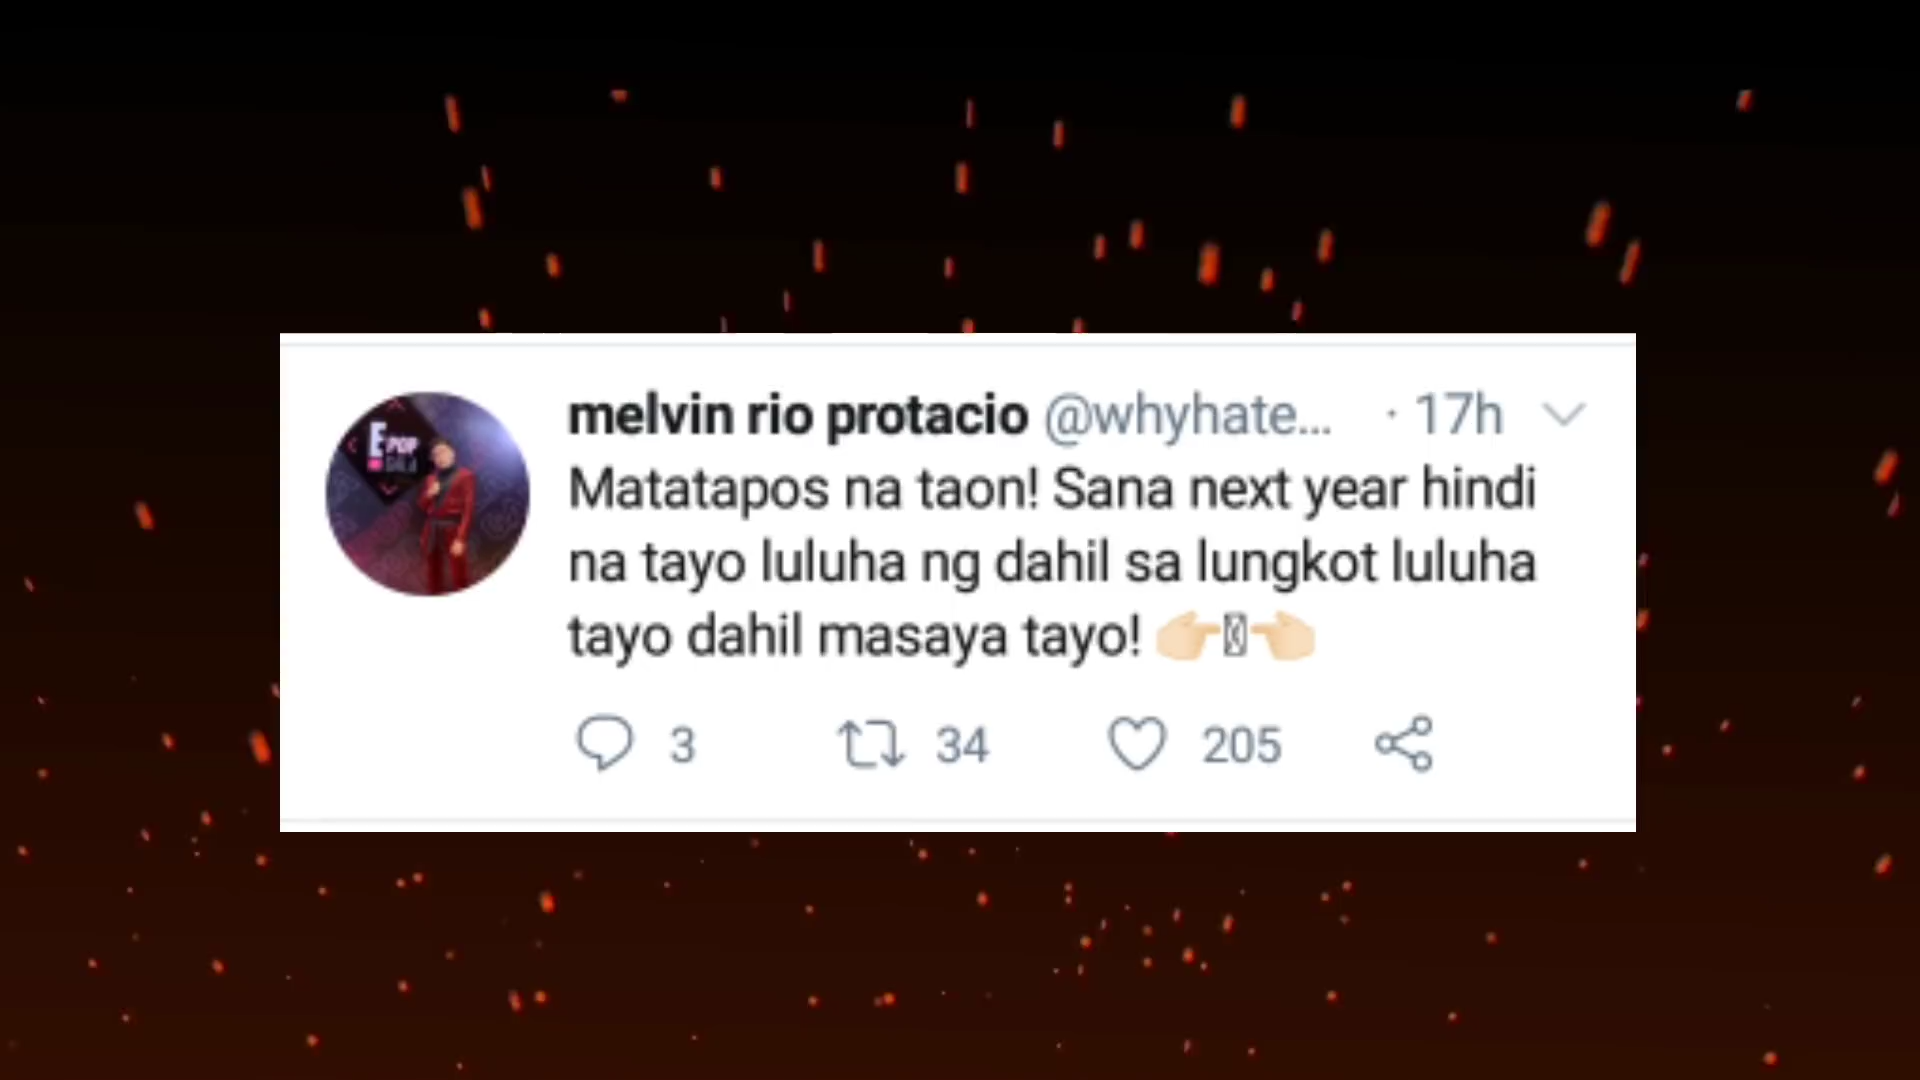 melvin rio protacio @whyhate... · 17h
Matatapos na taon! Sana next year hindi
na tayo luluha ng dahil sa lungkot luluha
tayo dahil masaya tayo! 👉🏻👈🏻
3 34 205
E POP